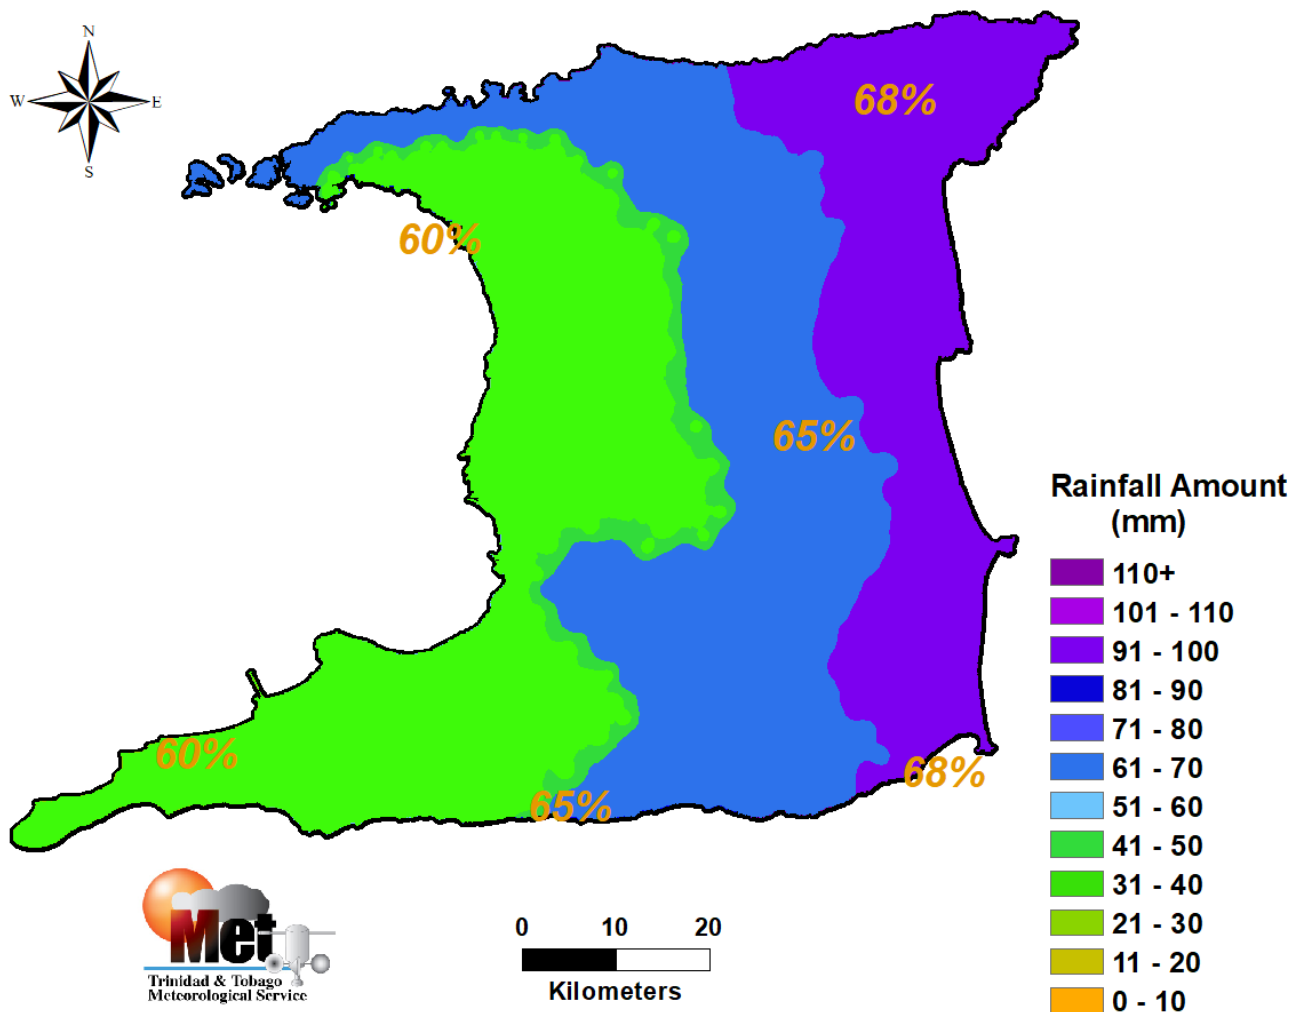 N
W E
S
68%
60%
65%
60%
65%
68%
Rainfall Amount
(mm)
110+
101 - 110
91 - 100
81 - 90
71 - 80
61 - 70
51 - 60
41 - 50
31 - 40
21 - 30
11 - 20
0 - 10
Met
Trinidad & Tobago
Meteorological Service
0 10 20
Kilometers